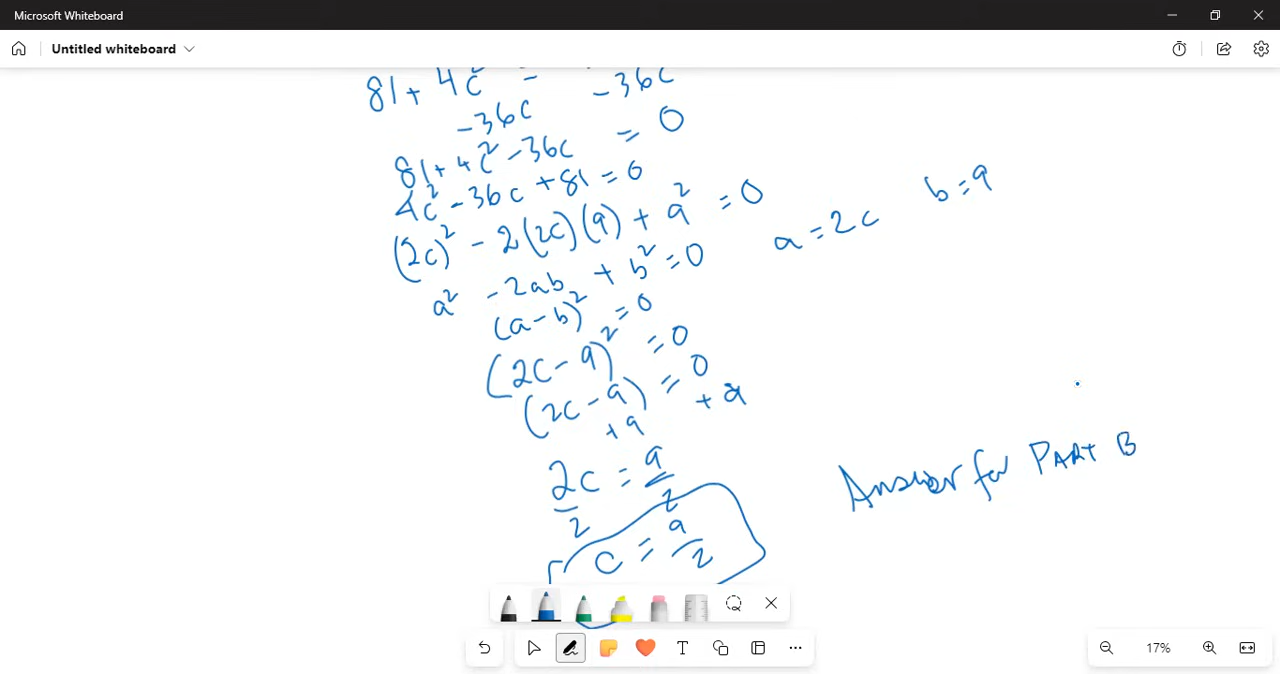 Microsoft Whiteboard
Untitled whiteboard
81 + 4c² = 36c
-36c -36c
81 + 4c² - 36c = 0
4c² - 36c + 81 = 0
(2c)² - 2(2c)(9) + 9² = 0
a = 2c b = 9
a² - 2ab + b² = 0
(a - b)² = 0
(2c - 9)² = 0
(2c - 9) = 0
+9 +9
2c/2 = 9/2
c = 9/2
Answer for PART B
17%